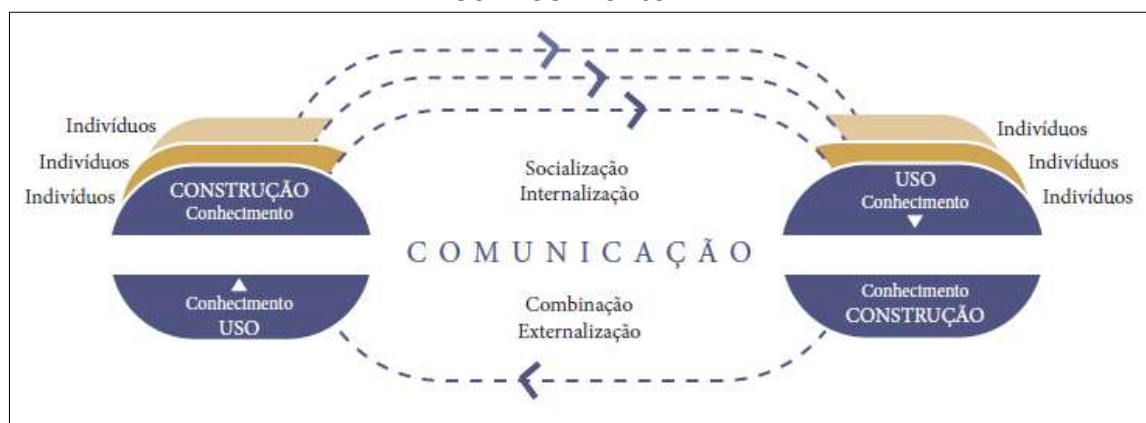 Indivíduos
Indivíduos
Indivíduos
CONSTRUÇÃO
Conhecimento
Conhecimento
USO
Socialização
Internalização
COMUNICAÇÃO
Combinação
Externalização
USO
Conhecimento
Conhecimento
CONSTRUÇÃO
Indivíduos
Indivíduos
Indivíduos